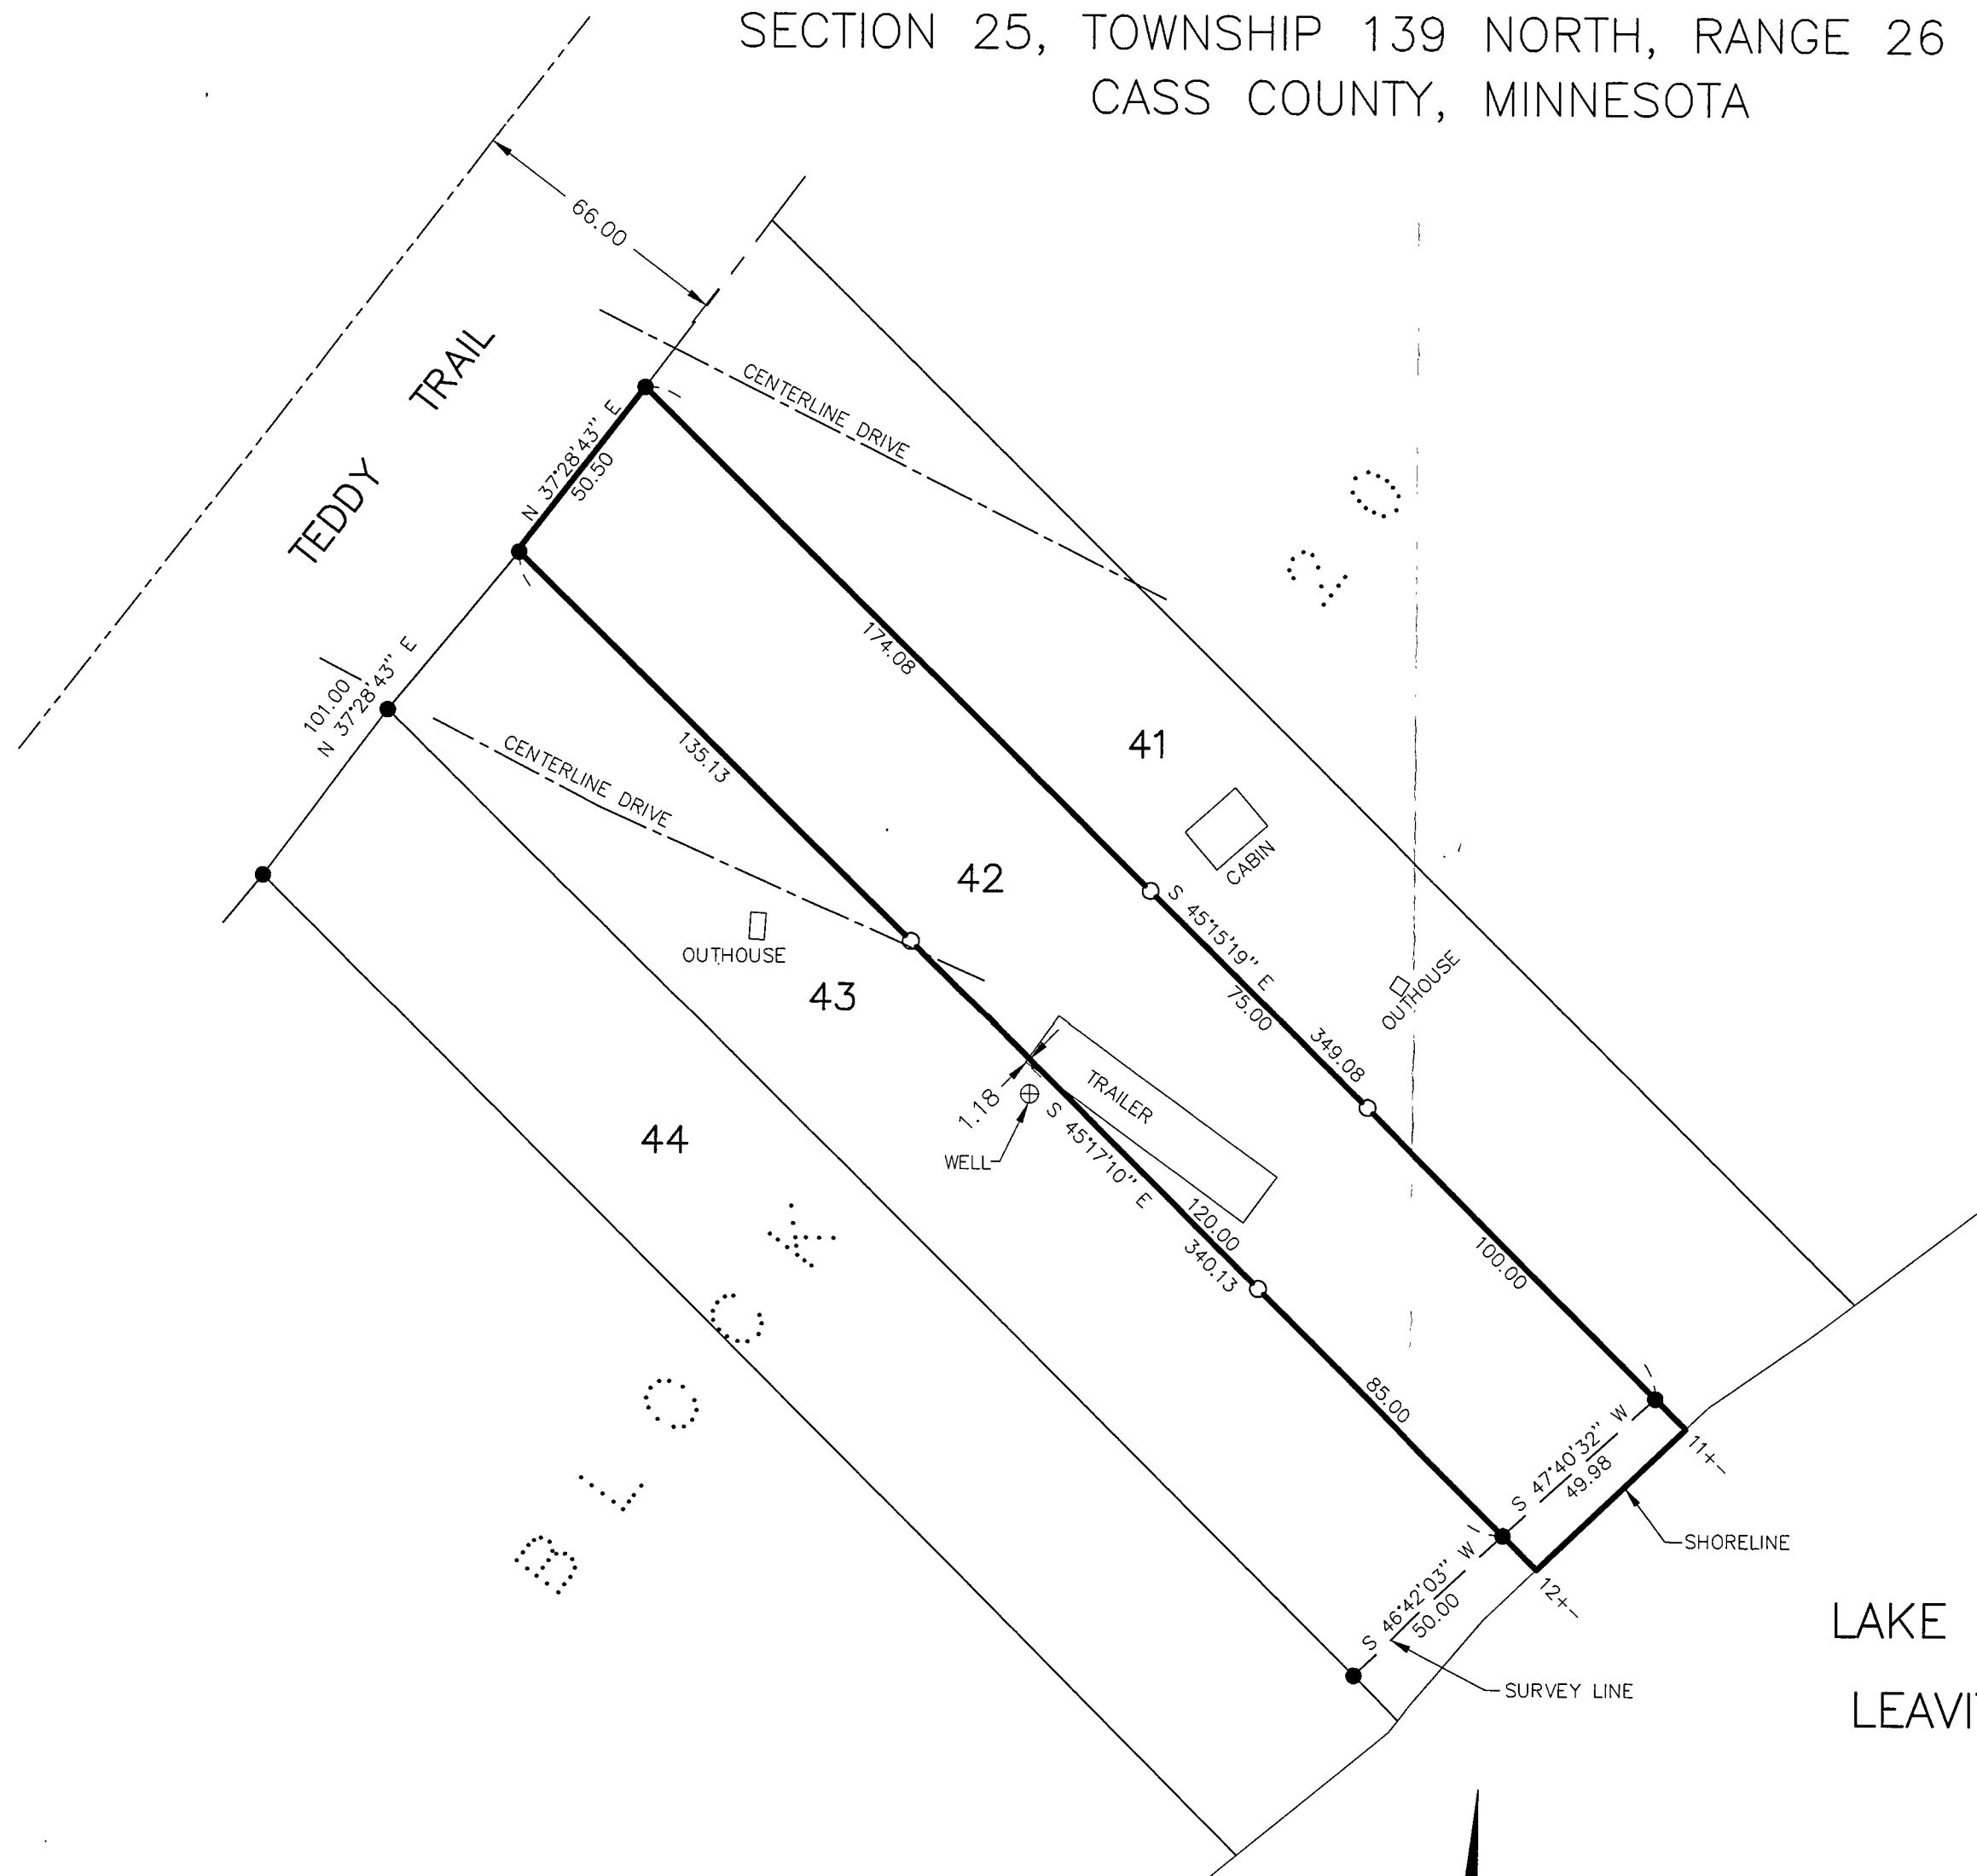 SECTION 25, TOWNSHIP 139 NORTH, RANGE 26
CASS COUNTY, MINNESOTA
66.00
TEDDY TRAIL
CENTERLINE DRIVE
N 37°28'43" E
50.50
2 0
101.00
N 37°28'43" E
174.08
135.13
41
CENTERLINE DRIVE
CABIN
42
S 45°15'19" E
75.00
OUTHOUSE
OUTHOUSE
43
349.08
TRAILER
1.18
WELL
S 45°17'10" E
44
120.00
340.13
100.00
BLOCK
85.00
S 47°40'32" W
49.98
11+-
SHORELINE
S 46°42'03" W
50.00
12+-
SURVEY LINE
LAKE
LEAVI